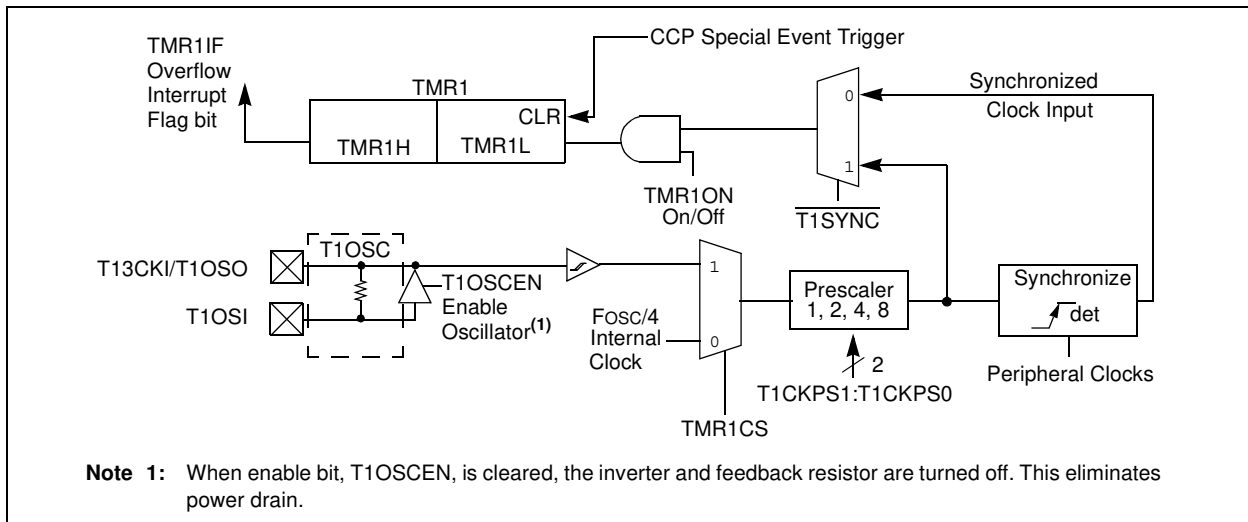 TMR1IF
Overflow
Interrupt
Flag bit
CCP Special Event Trigger
TMR1
CLR
TMR1H
TMR1L
TMR1ON
On/Off
0
1
T1SYNC
Synchronized
Clock Input
T13CKI/T1OSO
T1OSI
T1OSC
T1OSCEN
Enable
Oscillator(1)
FOSC/4
Internal
Clock
1
0
TMR1CS
Prescaler
1, 2, 4, 8
2
T1CKPS1:T1CKPS0
Synchronize
det
Peripheral Clocks
Note 1: When enable bit, T1OSCEN, is cleared, the inverter and feedback resistor are turned off. This eliminates
power drain.